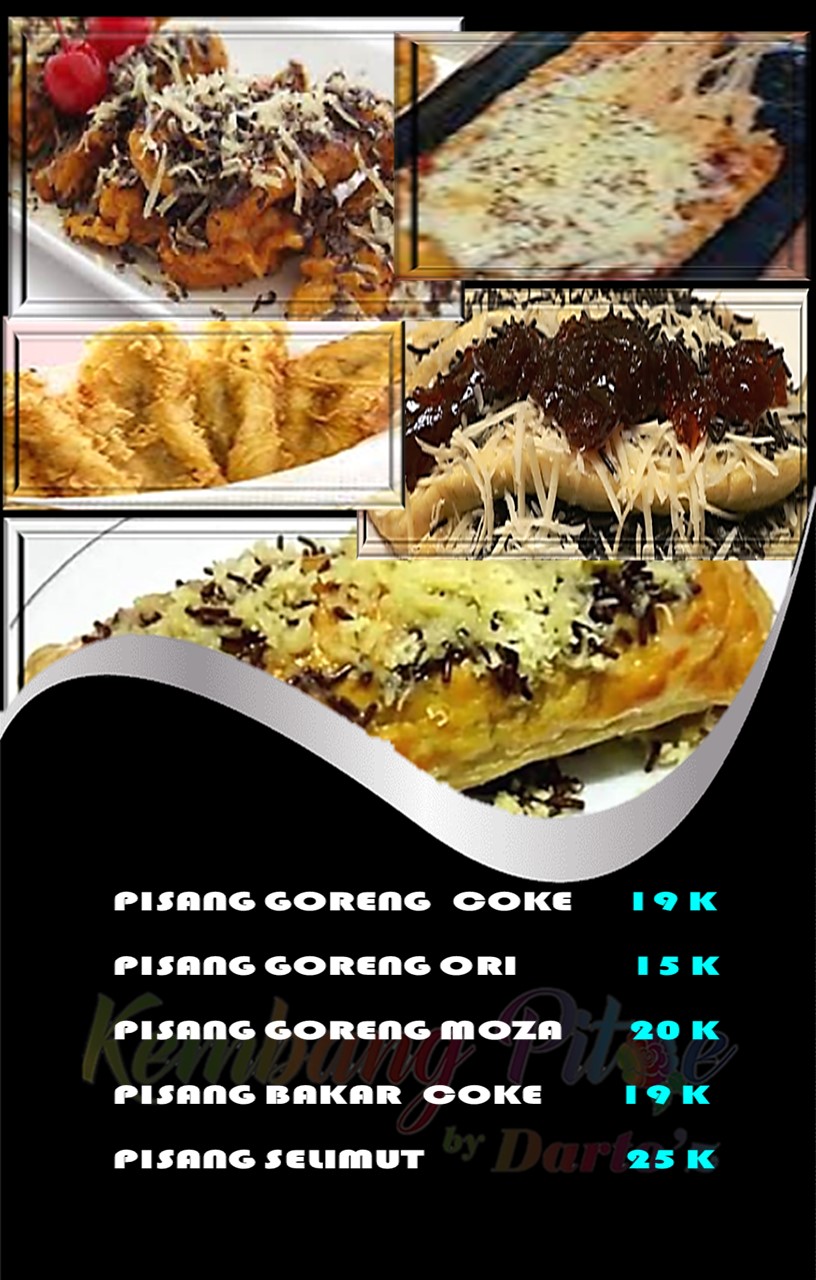 PISANG GORENG COKE 19 K
PISANG GORENG ORI 15 K
PISANG GORENG MOZA 20 K
PISANG BAKAR COKE 19 K
PISANG SELIMUT 25 K
Kembang Pitoe
by Darto's